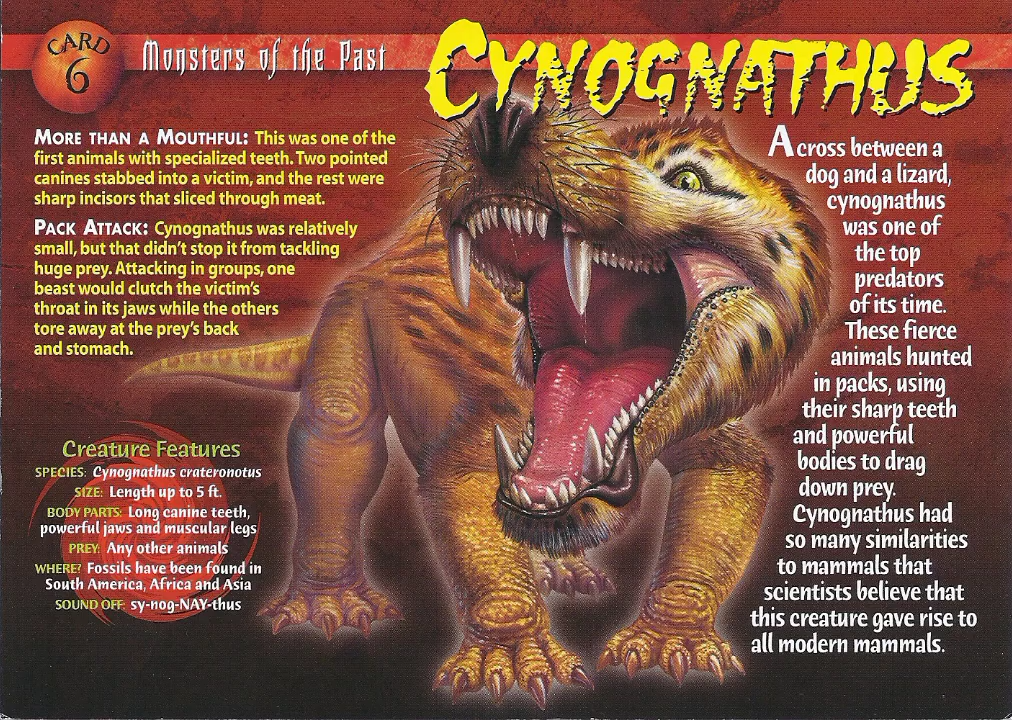 CARD
6
Monsters of the Past
CYNOGNATHUS
MORE THAN A MOUTHFUL: This was one of the
first animals with specialized teeth. Two pointed
canines stabbed into a victim, and the rest were
sharp incisors that sliced through meat.
PACK ATTACK: Cynognathus was relatively
small, but that didn't stop it from tackling
huge prey. Attacking in groups, one
beast would clutch the victim's
throat in its jaws while the others
tore away at the prey's back
and stomach.
Creature Features
SPECIES: Cynognathus crateronotus
SIZE: Length up to 5 ft.
BODY PARTS: Long canine teeth,
powerful jaws and muscular legs
PREY: Any other animals
WHERE? Fossils have been found in
South America, Africa and Asia
SOUND OFF: sy-nog-NAY-thus
A cross between a
dog and a lizard,
cynognathus
was one of
the top
predators
of its time.
These fierce
animals hunted
in packs, using
their sharp teeth
and powerful
bodies to drag
down prey.
Cynognathus had
so many similarities
to mammals that
scientists believe that
this creature gave rise to
all modern mammals.